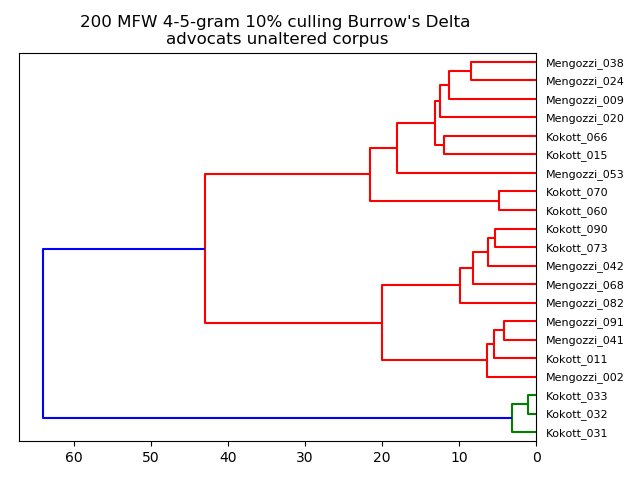 200 MFW 4-5-gram 10% culling Burrow's Delta
advocats unaltered corpus
Mengozzi_038
Mengozzi_024
Mengozzi_009
Mengozzi_020
Kokott_066
Kokott_015
Mengozzi_053
Kokott_070
Kokott_060
Kokott_090
Kokott_073
Mengozzi_042
Mengozzi_068
Mengozzi_082
Mengozzi_091
Mengozzi_041
Kokott_011
Mengozzi_002
Kokott_033
Kokott_032
Kokott_031
60 50 40 30 20 10 0